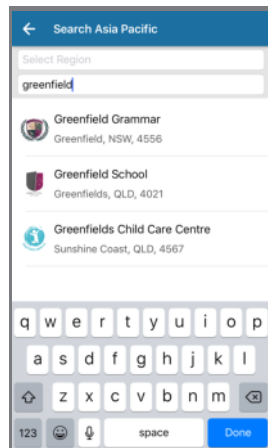 Search Asia Pacific
Select Region
greenfield
Greenfield Grammar
Greenfield, NSW, 4556
Greenfield School
Greenfields, QLD, 4021
Greenfields Child Care Centre
Sunshine Coast, QLD, 4567
q w e r t y u i o p
a s d f g h j k l
z x c v b n m
123 space Done